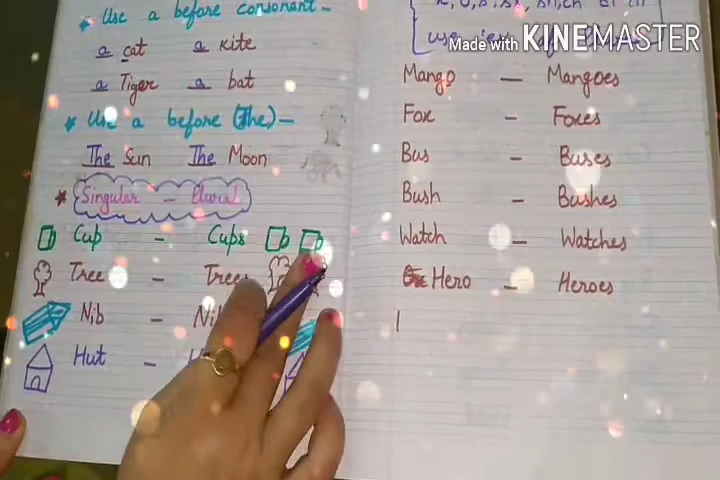 * Use a before consonant -
a cat a kite
a Tiger a bat
* Use a before (The) -
The Sun The Moon
* Singular - Plural
Cup - Cups
Tree - Trees
Nib -
Hut -
Made with KINEMASTER
Mango - Mangoes
Fox - Foxes
Bus - Buses
Bush - Bushes
Watch - Watches
Hero - Heroes